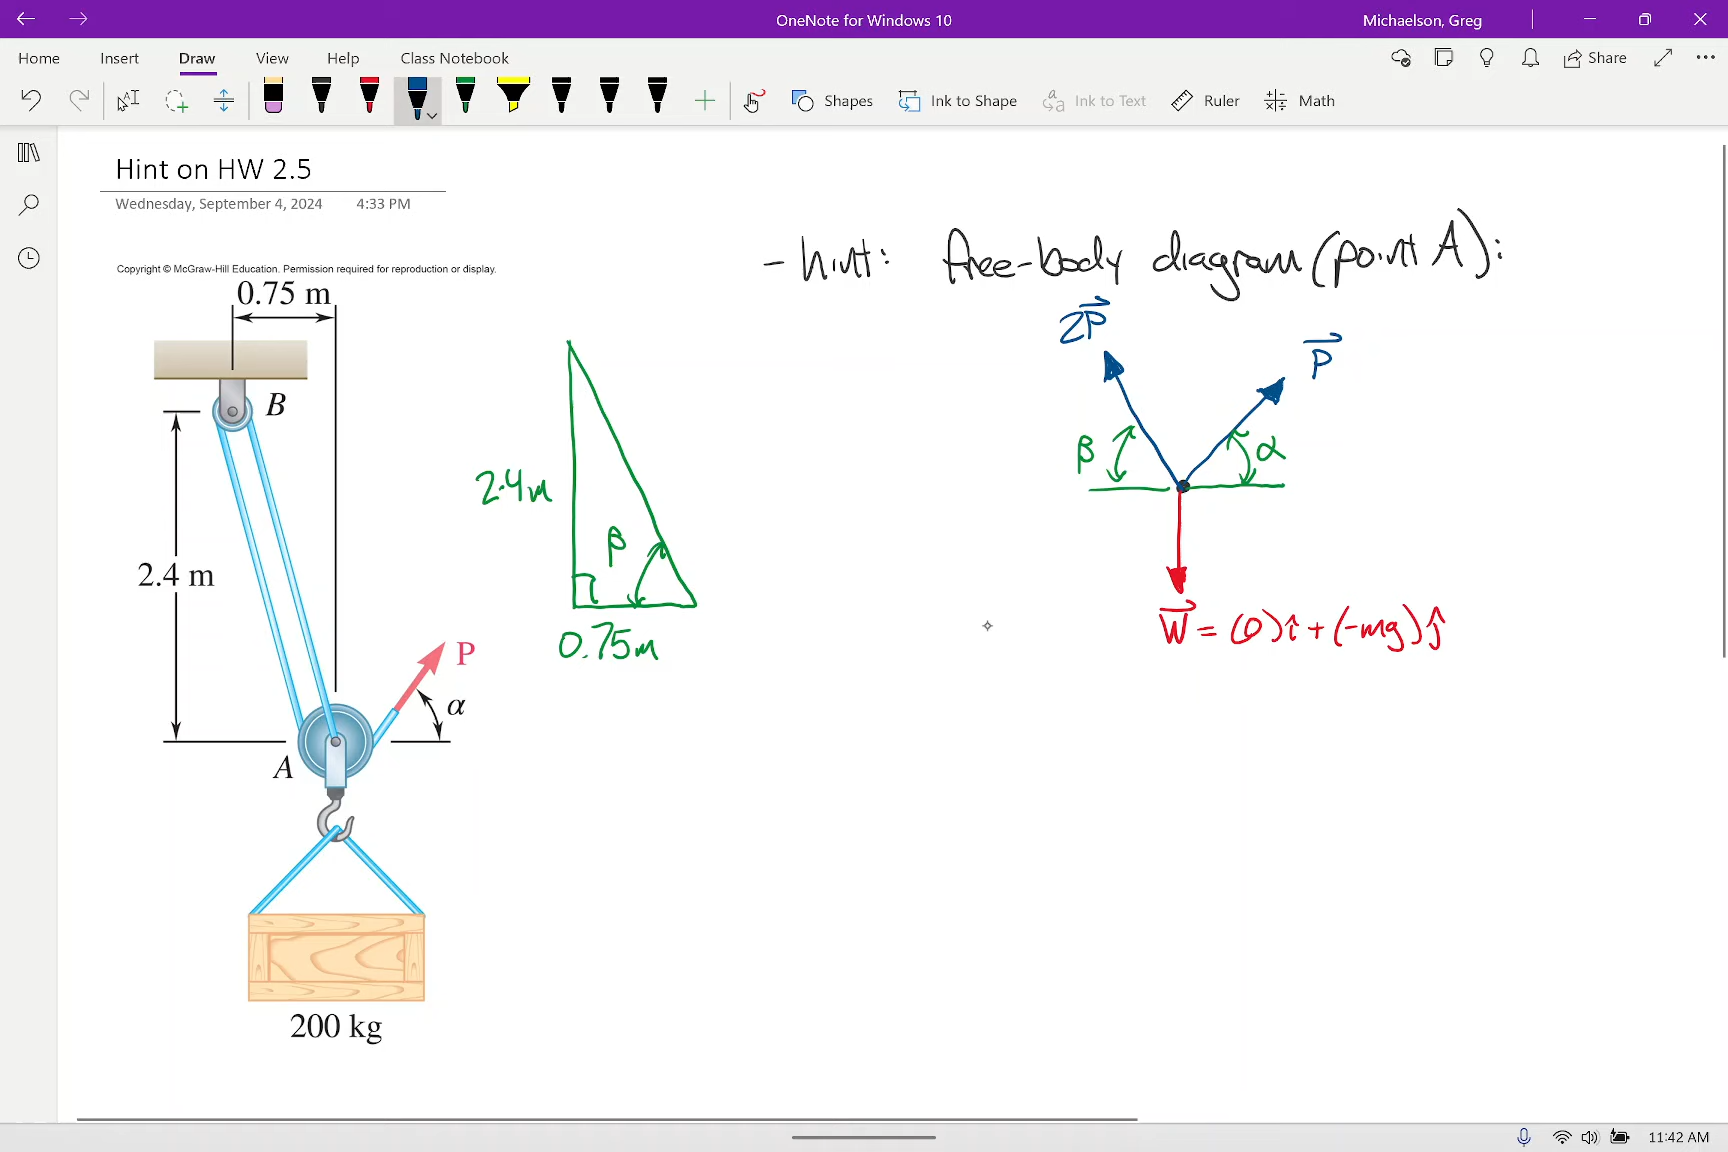 OneNote for Windows 10
Michaelson, Greg
Home Insert Draw View Help Class Notebook
Share
Shapes Ink to Shape Ink to Text Ruler Math
Hint on HW 2.5
Wednesday, September 4, 2024 4:33 PM
- hint: free-body diagram (point A):
Copyright © McGraw-Hill Education. Permission required for reproduction or display.
0.75 m
B
2.4 m
A
P
α
200 kg
2.4m
β
0.75m
2P⃗
P⃗
β
α
W⃗ = (0)î + (-mg)ĵ
11:42 AM